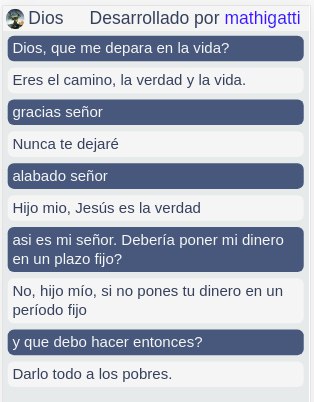 Dios Desarrollado por mathigatti
Dios, que me depara en la vida?
Eres el camino, la verdad y la vida.
gracias señor
Nunca te dejaré
alabado señor
Hijo mio, Jesús es la verdad
asi es mi señor. Debería poner mi dinero
en un plazo fijo?
No, hijo mío, si no pones tu dinero en un
período fijo
y que debo hacer entonces?
Darlo todo a los pobres.